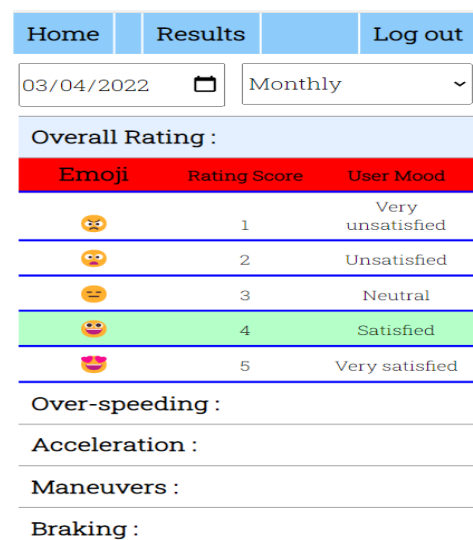 Home Results Log out
03/04/2022 Monthly
Overall Rating :
Emoji Rating Score User Mood
1 Very unsatisfied
2 Unsatisfied
3 Neutral
4 Satisfied
5 Very satisfied
Over-speeding :
Acceleration :
Maneuvers :
Braking :